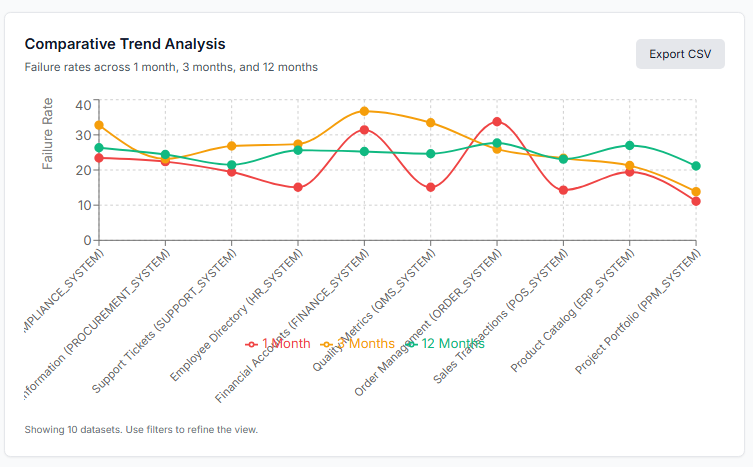 Comparative Trend Analysis
Export CSV
Failure rates across 1 month, 3 months, and 12 months
Failure Rate
40
30
20
10
0
MPLIANCE_SYSTEM)
nformation (PROCUREMENT_SYSTEM)
Support Tickets (SUPPORT_SYSTEM)
Employee Directory (HR_SYSTEM)
Financial Accounts (FINANCE_SYSTEM)
Quality Metrics (QMS_SYSTEM)
Order Management (ORDER_SYSTEM)
Sales Transactions (POS_SYSTEM)
Product Catalog (ERP_SYSTEM)
Project Portfolio (PPM_SYSTEM)
1 Month
3 Months
12 Months
Showing 10 datasets. Use filters to refine the view.